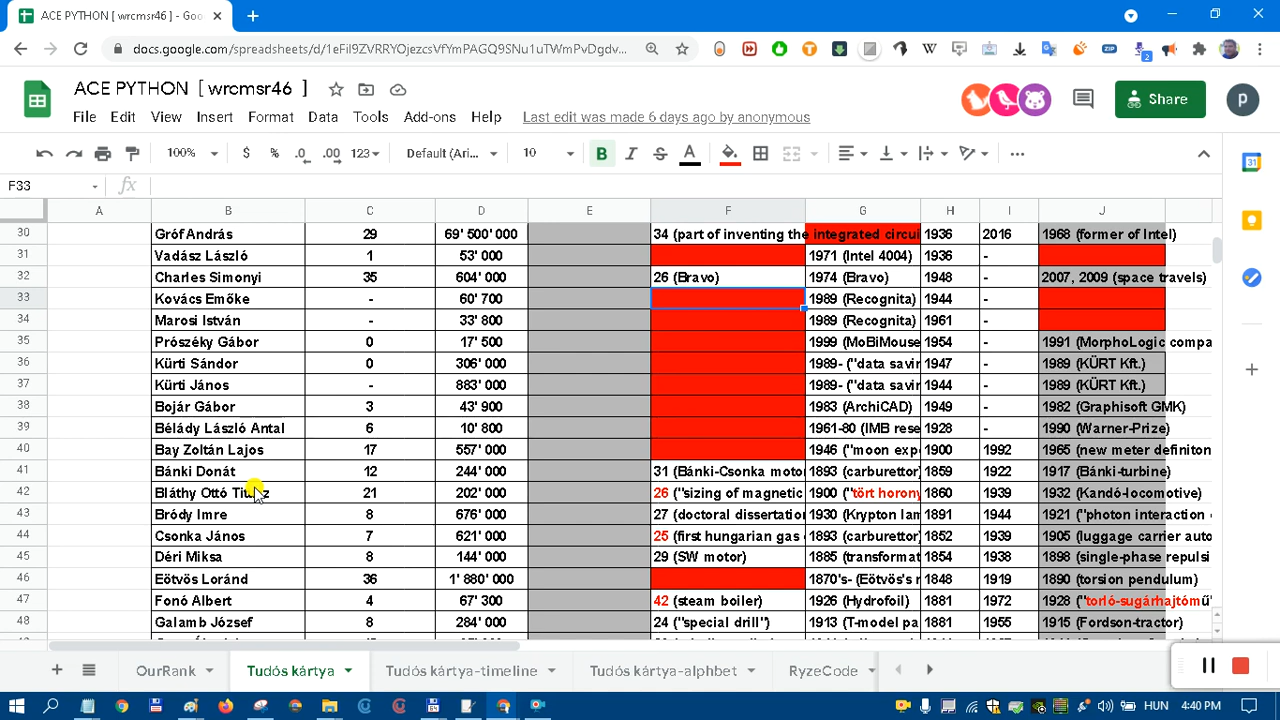 ACE PYTHON [ wrcmsr46 ] - Goo
docs.google.com/spreadsheets/d/
ACE PYTHON [ wrcmsr46 ]
Share
p
File Edit View Insert Format Data Tools Add-ons Help Last edit was made 6 days ago by anonymous
100% $ % .0 .00 123 Default (Ari... 10 B I S A
F33 fx
A B C D E F G H I J
30 Gróf András 29 69' 500' 000 34 (part of inventing the integrated circui 1936 2016 1968 (former of Intel)
31 Vadász László 1 53' 000 1971 (Intel 4004) 1936 -
32 Charles Simonyi 35 604' 000 26 (Bravo) 1974 (Bravo) 1948 - 2007, 2009 (space travels)
33 Kovács Emőke - 60' 700 1989 (Recognita) 1944 -
34 Marosi István - 33' 800 1989 (Recognita) 1961 -
35 Prószéky Gábor 0 17' 500 1999 (MoBiMouse 1954 - 1991 (MorphoLogic compa
36 Kürti Sándor 0 306' 000 1989- ("data savin 1947 - 1989 (KÜRT Kft.)
37 Kürti János - 883' 000 1989- ("data savin 1944 - 1989 (KÜRT Kft.)
38 Bojár Gábor 3 43' 900 1983 (ArchiCAD) 1949 - 1982 (Graphisoft GMK)
39 Bélády László Antal 6 10' 800 1961-80 (IMB rese 1928 - 1990 (Warner-Prize)
40 Bay Zoltán Lajos 17 557' 000 1946 ("moon exp 1900 1992 1965 (new meter definiton
41 Bánki Donát 12 244' 000 31 (Bánki-Csonka moto 1893 (carburettor) 1859 1922 1917 (Bánki-turbine)
42 Bláthy Ottó Titusz 21 202' 000 26 ("sizing of magnetic 1900 ("tört horony 1860 1939 1932 (Kandó-locomotive)
43 Bródy Imre 8 676' 000 27 (doctoral dissertation 1930 (Krypton lam 1891 1944 1921 ("photon interaction
44 Csonka János 7 621' 000 25 (first hungarian gas 1893 (carburettor) 1852 1939 1905 (luggage carrier auto
45 Déri Miksa 8 144' 000 29 (SW motor) 1885 (transformat 1854 1938 1898 (single-phase repulsi
46 Eötvös Loránd 36 1' 880' 000 1870's- (Eötvös's r 1848 1919 1890 (torsion pendulum)
47 Fonó Albert 4 67' 300 42 (steam boiler) 1926 (Hydrofoil) 1881 1972 1928 ("torló-sugárhajtómű"
48 Galamb József 8 284' 000 24 ("special drill") 1913 (T-model pa 1881 1955 1915 (Fordson-tractor)
OurRank Tudós kártya Tudós kártya-timeline Tudós kártya-alphbet RyzeCode
HUN 4:40 PM